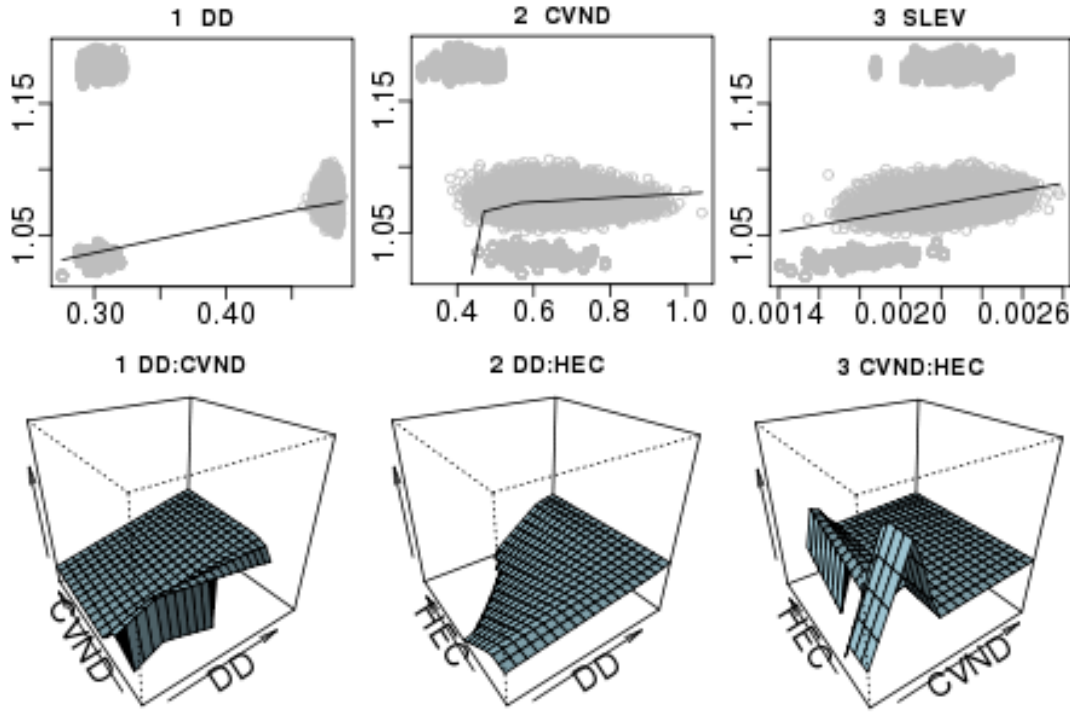 1 DD
2 CVND
3 SLEV
1.15
1.05
0.30
0.40
1.15
1.05
0.4
0.6
0.8
1.0
1.15
1.05
0.0014
0.0020
0.0026
1 DD:CVND
2 DD:HEC
3 CVND:HEC
CVND
DD
HEC
DD
HEC
CVND